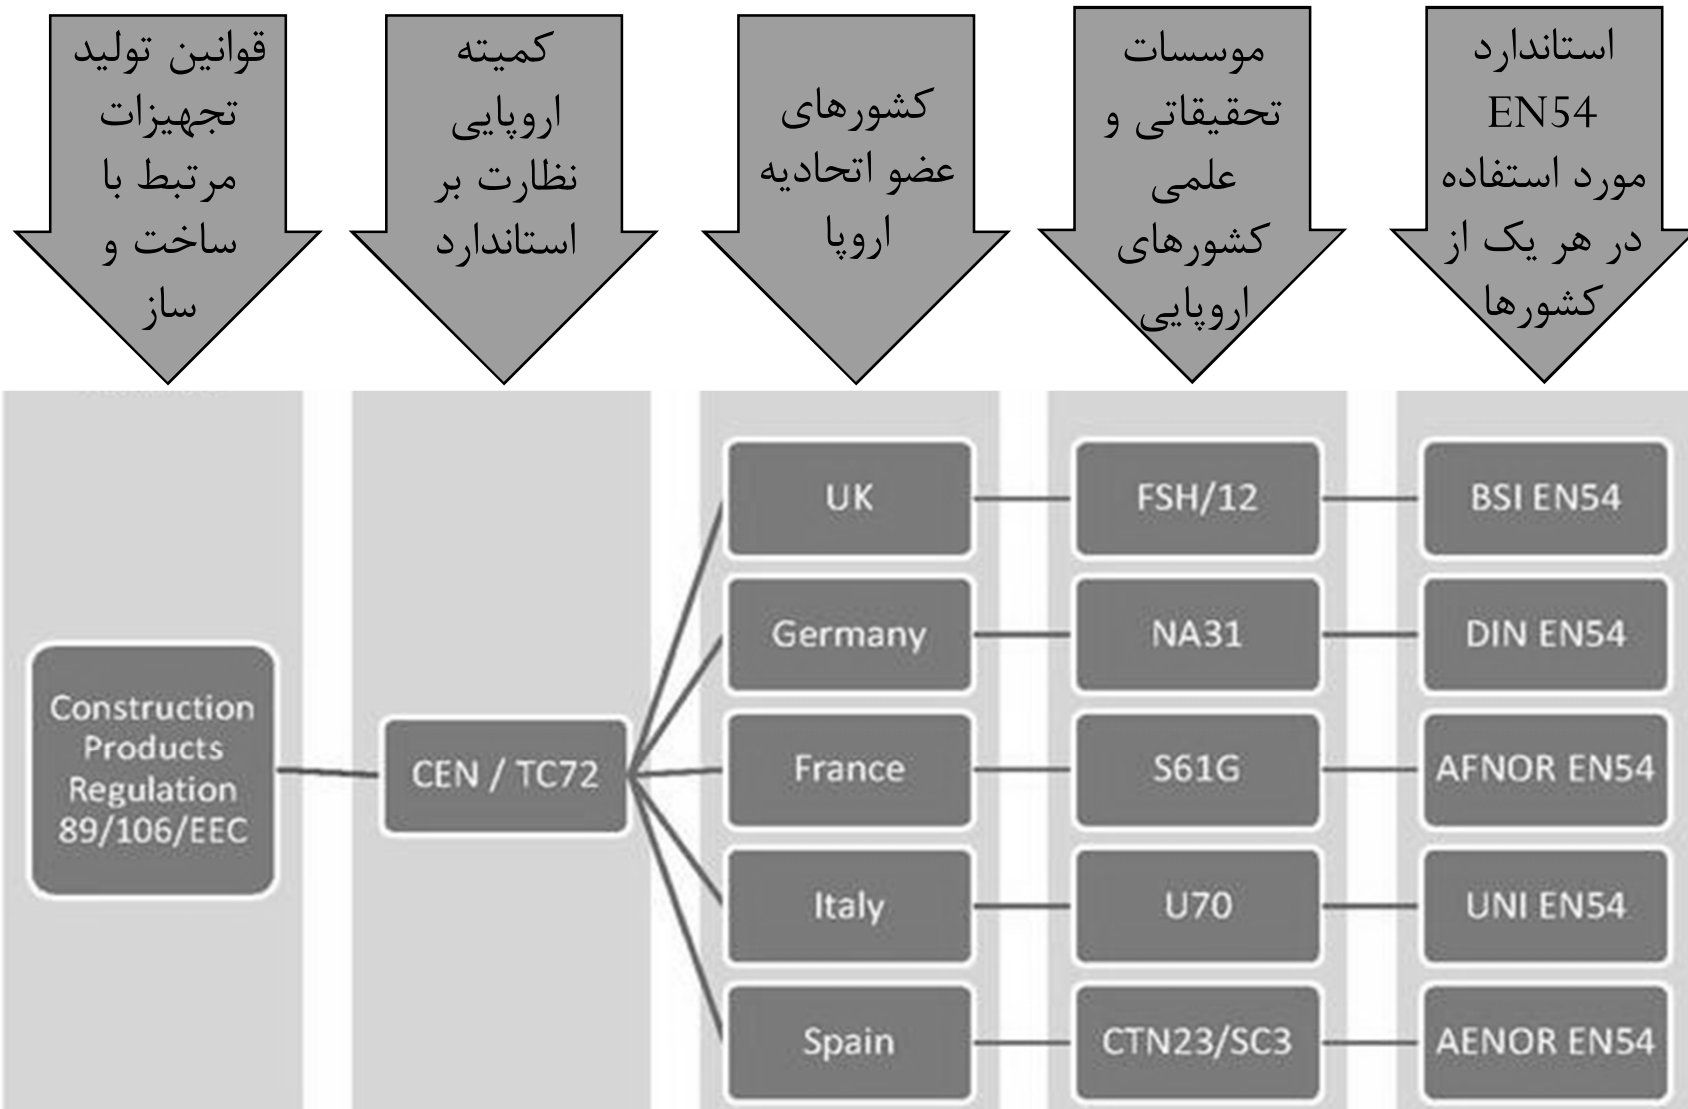 قوانین تولید
تجهیزات
مرتبط با
ساخت و
ساز
کمیته
اروپایی
نظارت بر
استاندارد
کشورهای
عضو اتحادیه
اروپا
موسسات
تحقیقاتی و
علمی
کشورهای
اروپایی
استاندارد
EN54
مورد استفاده
در هر یک از
کشورها
Construction
Products
Regulation
89/106/EEC
CEN / TC72
UK
FSH/12
BSI EN54
Germany
NA31
DIN EN54
France
S61G
AFNOR EN54
Italy
U70
UNI EN54
Spain
CTN23/SC3
AENOR EN54